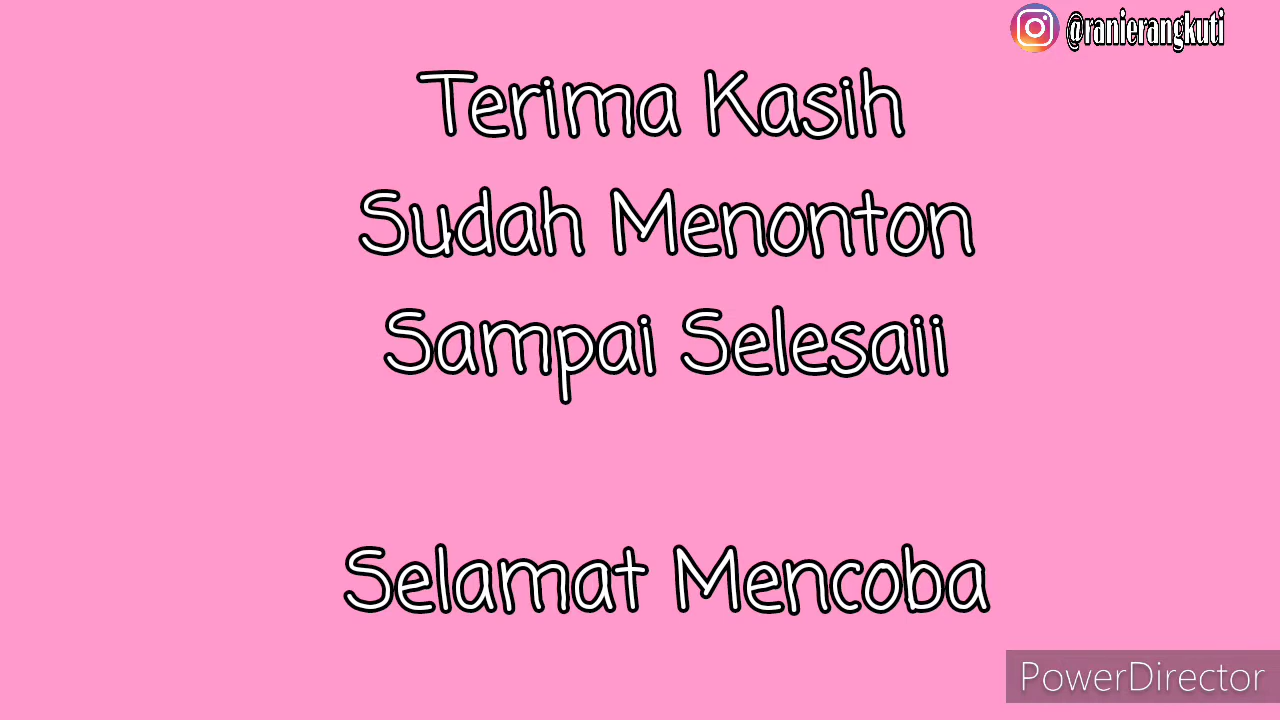 @ranierangkuti
Terima Kasih
Sudah Menonton
Sampai Selesaii
Selamat Mencoba
PowerDirector